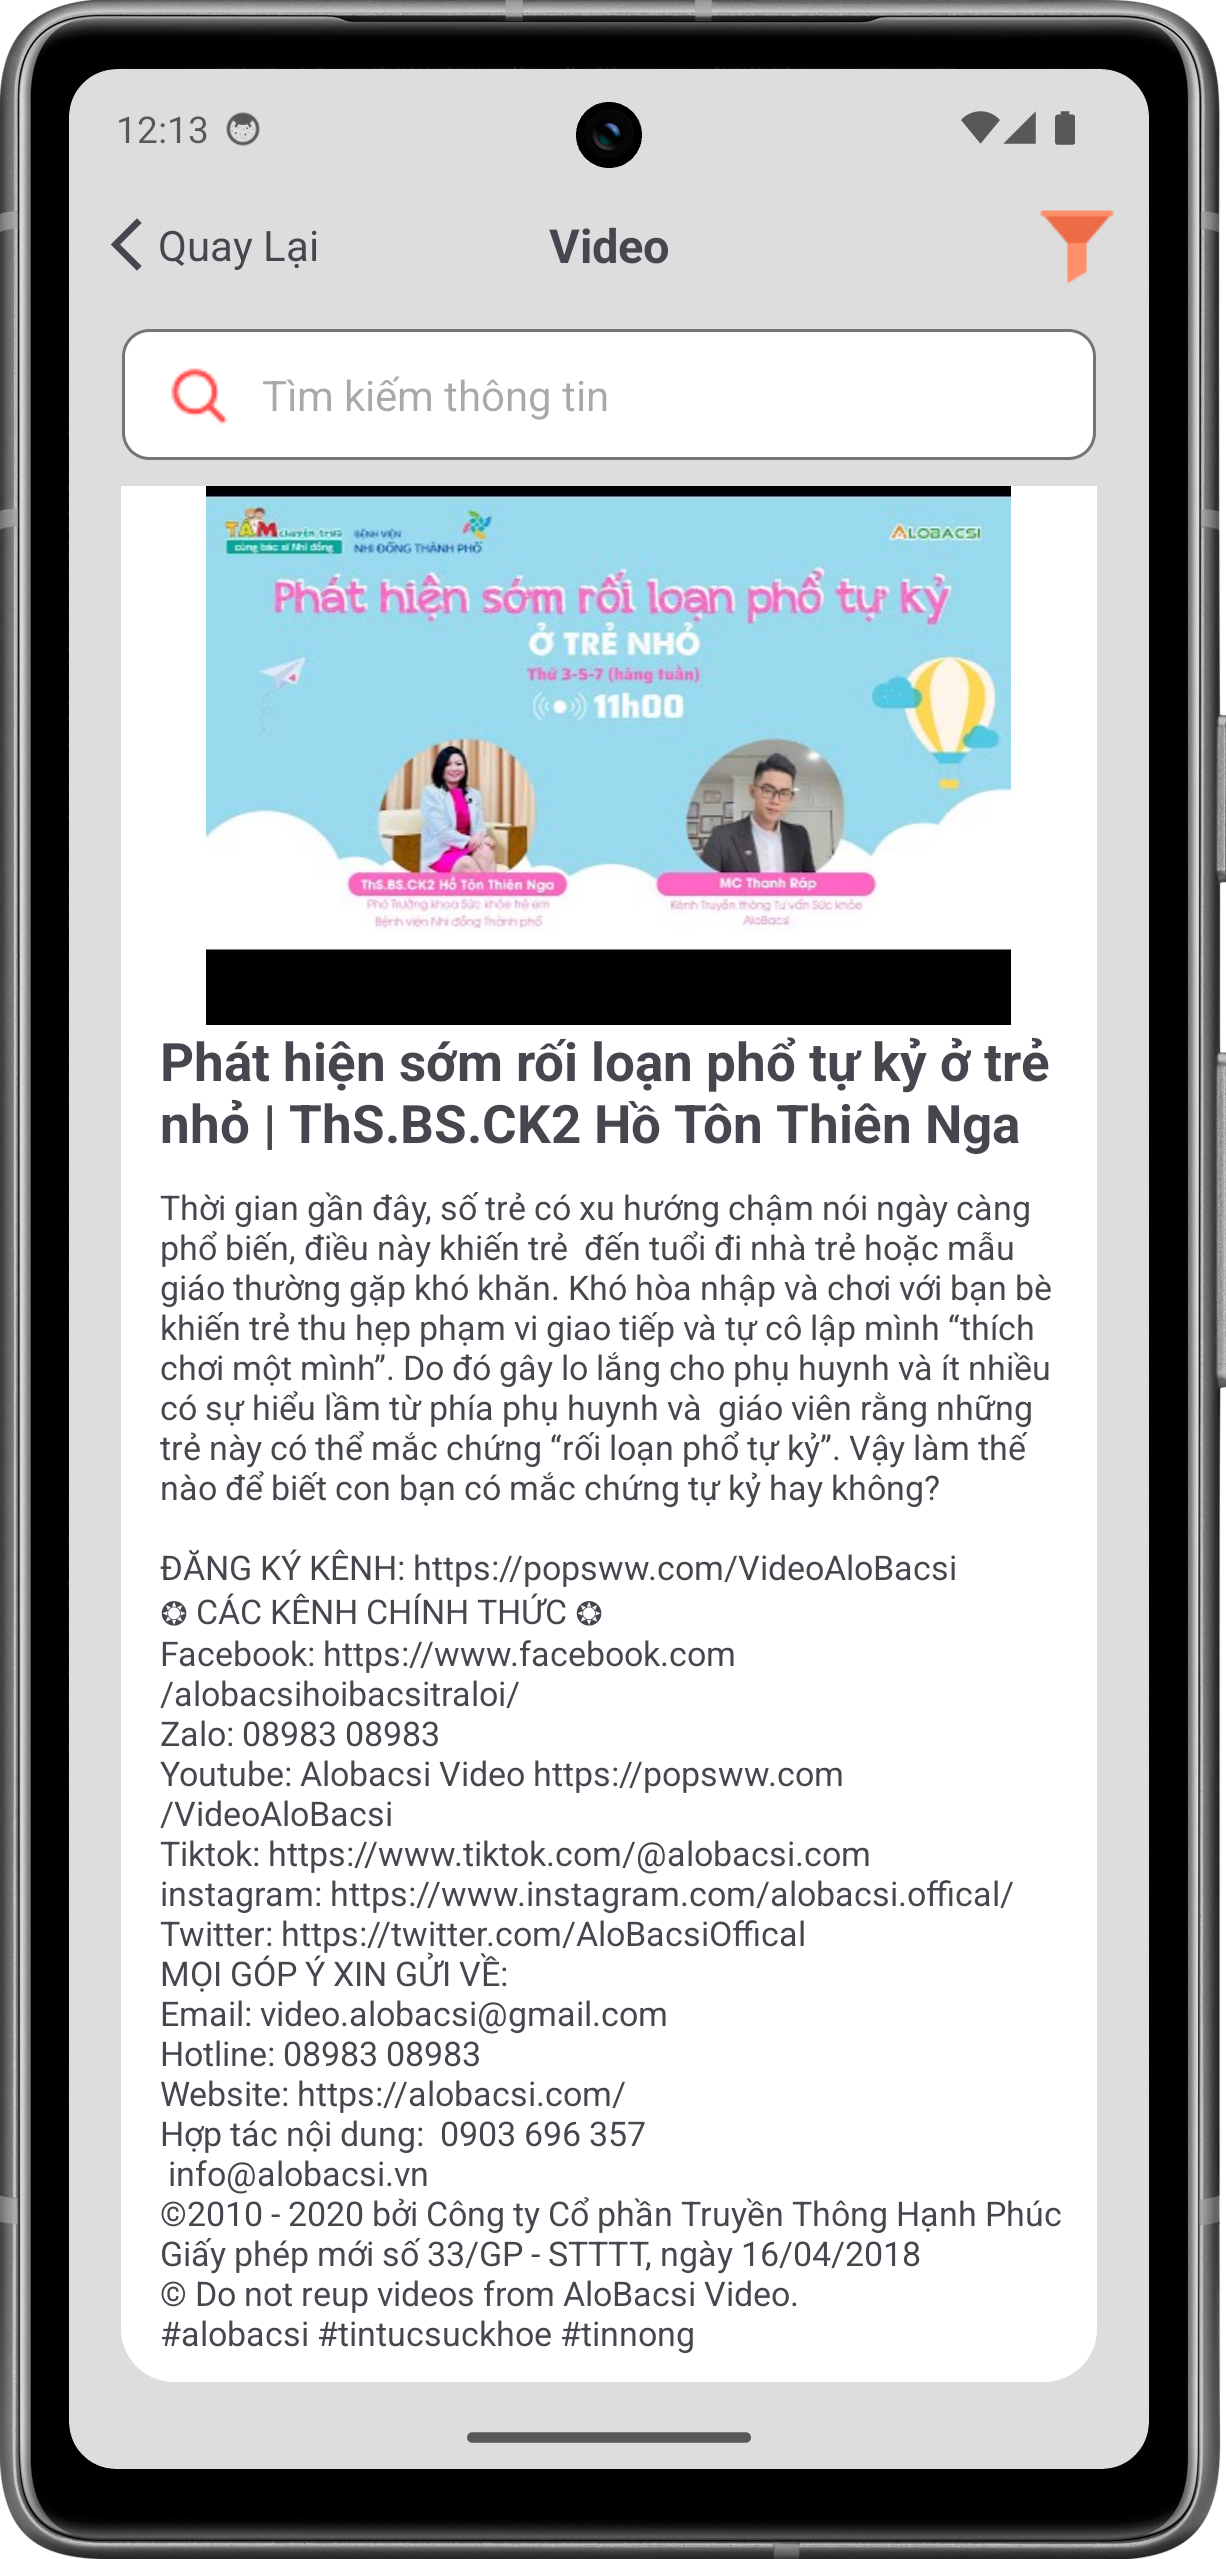 12:13
Quay Lại
Video
Tìm kiếm thông tin
TÁM chuyện trưa
cùng bác sĩ Nhi đồng
BỆNH VIỆN
NHI ĐỒNG THÀNH PHỐ
ALOBACSI
Phát hiện sớm rối loạn phổ tự kỷ
Ở TRẺ NHỎ
Thứ 3-5-7 (hàng tuần)
11h00
ThS.BS.CK2 Hồ Tôn Thiên Nga
Phó Trưởng khoa Sức khỏe trẻ em
Bệnh viện Nhi đồng Thành phố
MC Thanh Ráp
Kênh Truyền thông Tư vấn Sức khỏe
AloBacsi
Phát hiện sớm rối loạn phổ tự kỷ ở trẻ
nhỏ | ThS.BS.CK2 Hồ Tôn Thiên Nga
Thời gian gần đây, số trẻ có xu hướng chậm nói ngày càng
phổ biến, điều này khiến trẻ  đến tuổi đi nhà trẻ hoặc mẫu
giáo thường gặp khó khăn. Khó hòa nhập và chơi với bạn bè
khiến trẻ thu hẹp phạm vi giao tiếp và tự cô lập mình “thích
chơi một mình”. Do đó gây lo lắng cho phụ huynh và ít nhiều
có sự hiểu lầm từ phía phụ huynh và  giáo viên rằng những
trẻ này có thể mắc chứng “rối loạn phổ tự kỷ”. Vậy làm thế
nào để biết con bạn có mắc chứng tự kỷ hay không?
ĐĂNG KÝ KÊNH: https://popsww.com/VideoAloBacsi
❂ CÁC KÊNH CHÍNH THỨC ❂
Facebook: https://www.facebook.com
/alobacsihoibacsitraloi/
Zalo: 08983 08983
Youtube: Alobacsi Video https://popsww.com
/VideoAloBacsi
Tiktok: https://www.tiktok.com/@alobacsi.com
instagram: https://www.instagram.com/alobacsi.offical/
Twitter: https://twitter.com/AloBacsiOffical
MỌI GÓP Ý XIN GỬI VỀ:
Email: video.alobacsi@gmail.com
Hotline: 08983 08983
Website: https://alobacsi.com/
Hợp tác nội dung:  0903 696 357
info@alobacsi.vn
©2010 - 2020 bởi Công ty Cổ phần Truyền Thông Hạnh Phúc
Giấy phép mới số 33/GP - STTTT, ngày 16/04/2018
© Do not reup videos from AloBacsi Video.
#alobacsi #tintucsuckhoe #tinnong